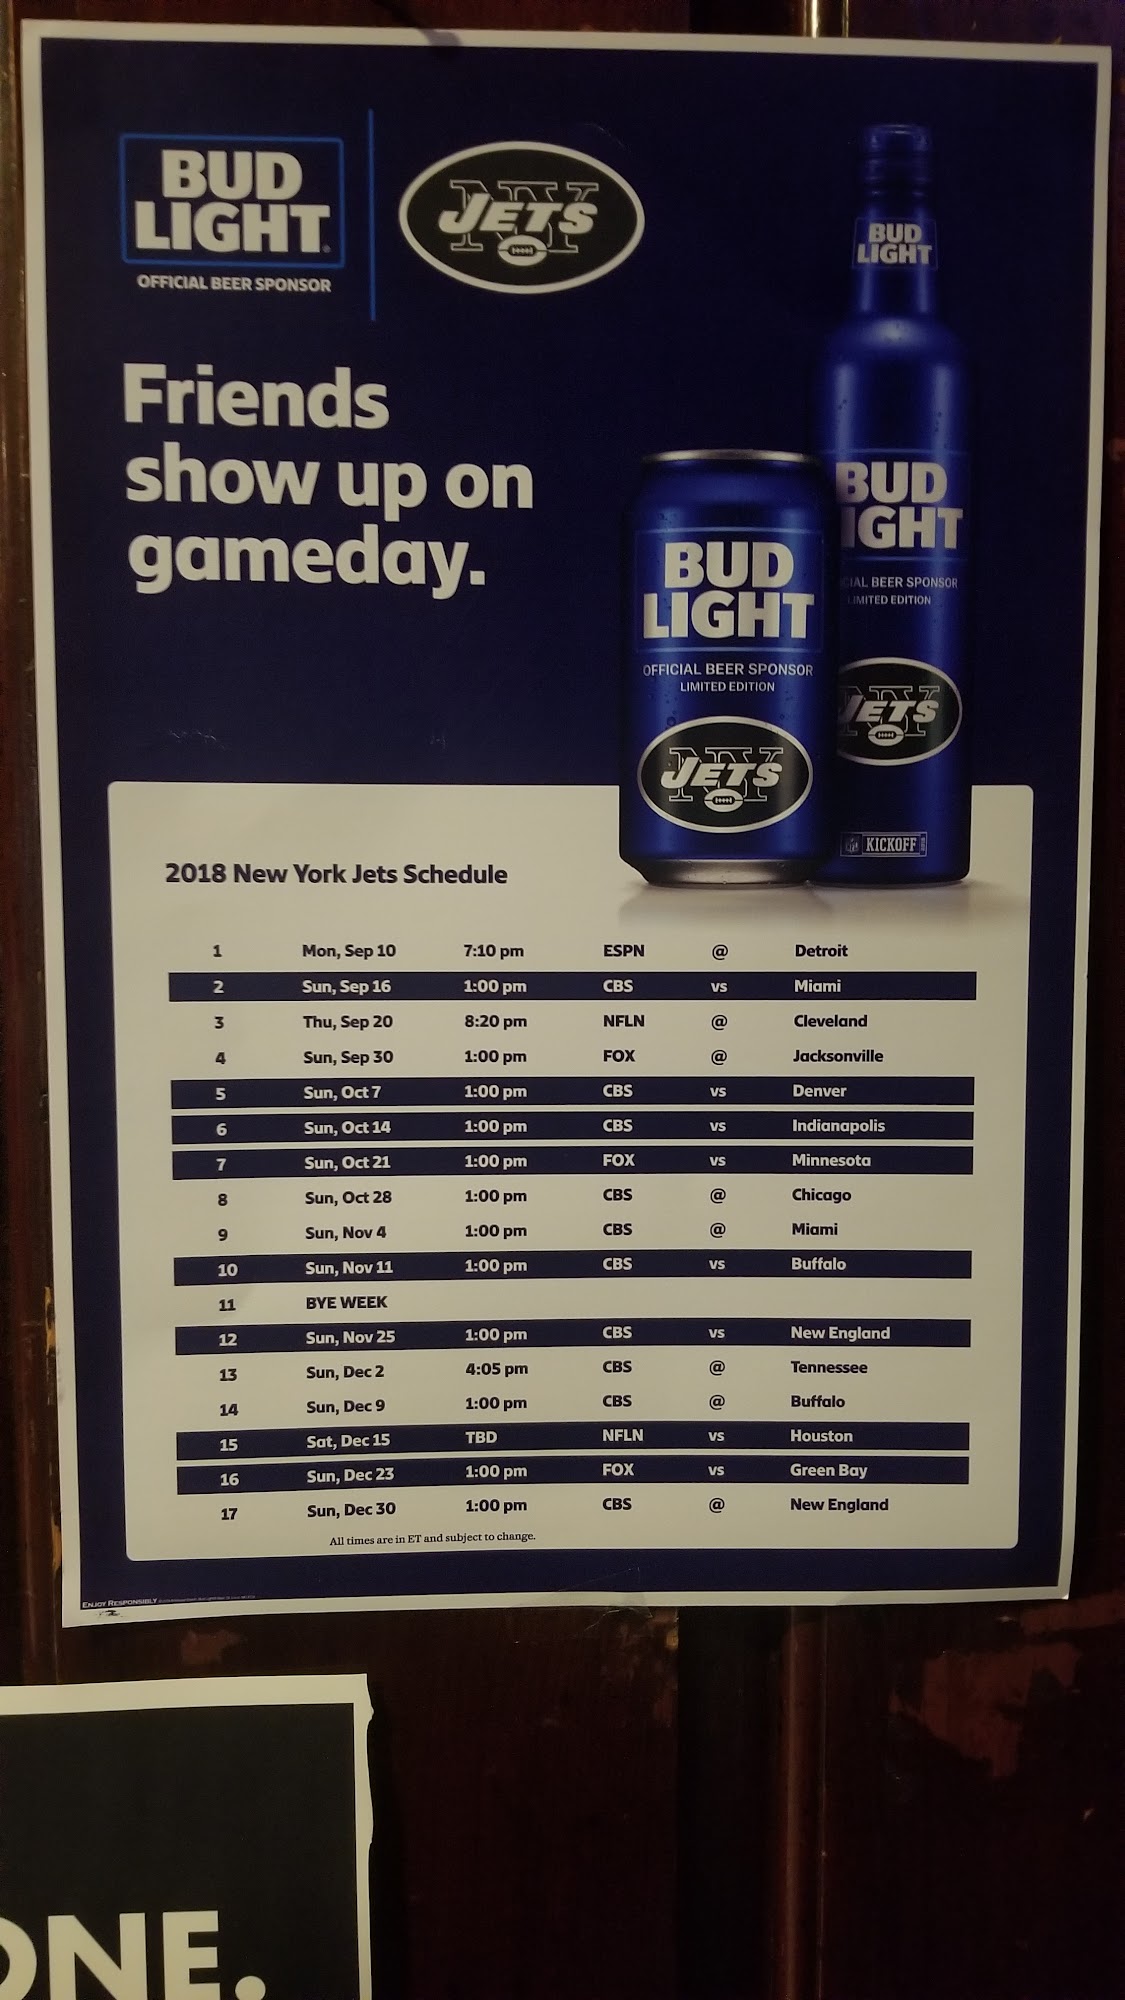 BUD
LIGHT
OFFICIAL BEER SPONSOR
NY
JETS
BUD
LIGHT
Friends
show up on
gameday.
BUD
IGHT
CIAL BEER SPONSOR
LIMITED EDITION
NY
JETS
KICKOFF
BUD
LIGHT
OFFICIAL BEER SPONSOR
LIMITED EDITION
NY
JETS
2018 New York Jets Schedule
1 Mon, Sep 10 7:10 pm ESPN @ Detroit
2 Sun, Sep 16 1:00 pm CBS vs Miami
3 Thu, Sep 20 8:20 pm NFLN @ Cleveland
4 Sun, Sep 30 1:00 pm FOX @ Jacksonville
5 Sun, Oct 7 1:00 pm CBS vs Denver
6 Sun, Oct 14 1:00 pm CBS vs Indianapolis
7 Sun, Oct 21 1:00 pm FOX vs Minnesota
8 Sun, Oct 28 1:00 pm CBS @ Chicago
9 Sun, Nov 4 1:00 pm CBS @ Miami
10 Sun, Nov 11 1:00 pm CBS vs Buffalo
11 BYE WEEK
12 Sun, Nov 25 1:00 pm CBS vs New England
13 Sun, Dec 2 4:05 pm CBS @ Tennessee
14 Sun, Dec 9 1:00 pm CBS @ Buffalo
15 Sat, Dec 15 TBD NFLN vs Houston
16 Sun, Dec 23 1:00 pm FOX vs Green Bay
17 Sun, Dec 30 1:00 pm CBS @ New England
All times are in ET and subject to change.
ENJOY RESPONSIBLY
ONE.